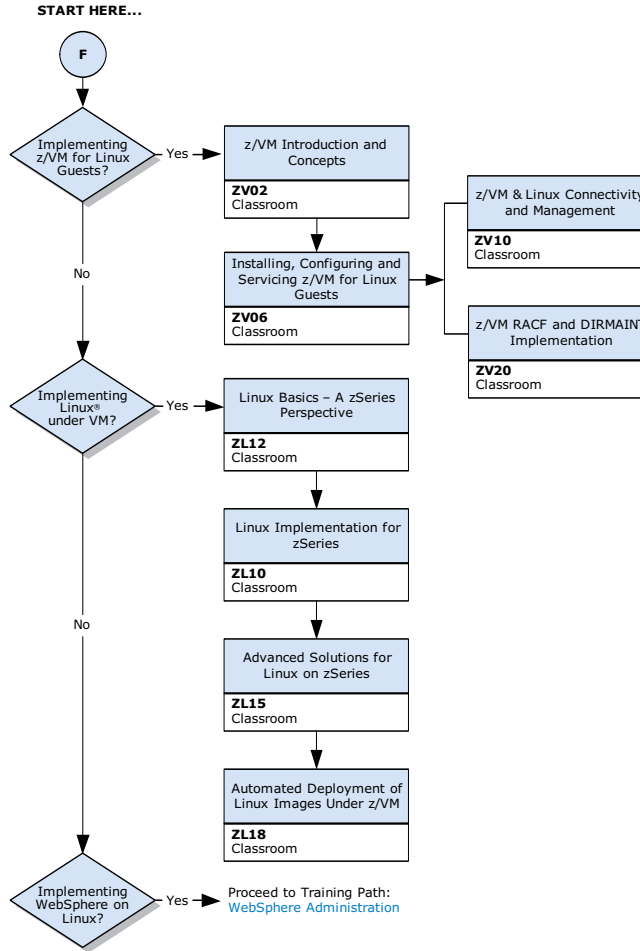 START HERE...
F
Implementing
z/VM for Linux
Guests?
Yes
z/VM Introduction and
Concepts
ZV02
Classroom
z/VM & Linux Connectivity
and Management
ZV10
Classroom
No
Installing, Configuring and
Servicing z/VM for Linux
Guests
ZV06
Classroom
z/VM RACF and DIRMAINT
Implementation
ZV20
Classroom
Implementing
Linux®
under VM?
Yes
Linux Basics – A zSeries
Perspective
ZL12
Classroom
Linux Implementation for
zSeries
ZL10
Classroom
No
Advanced Solutions for
Linux on zSeries
ZL15
Classroom
Automated Deployment of
Linux Images Under z/VM
ZL18
Classroom
Implementing
WebSphere on
Linux?
Yes
Proceed to Training Path:
WebSphere Administration